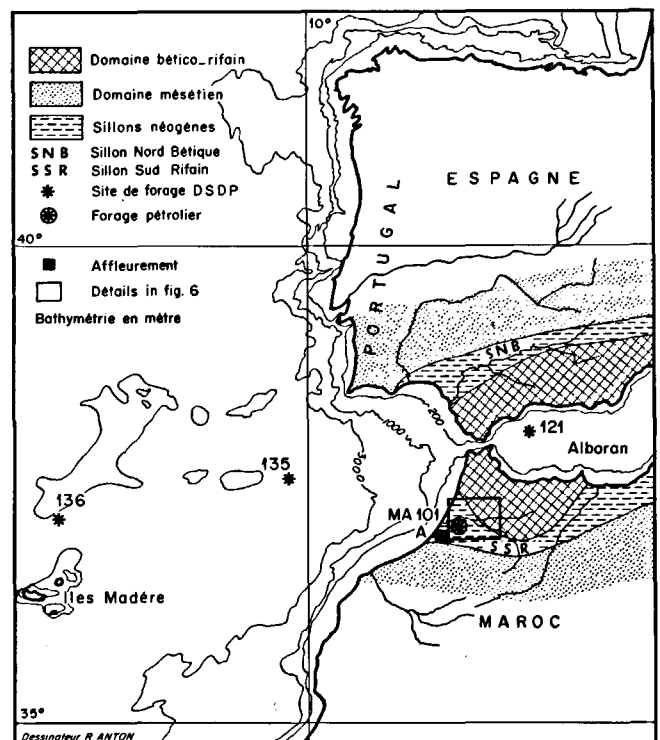 10°
Domaine bético_rifain
Domaine mésétien
Sillons néogènes
SNB Sillon Nord Bétique
SSR Sillon Sud Rifain
Site de forage DSDP
Forage pétrolier
40°
Affleurement
Détails in fig. 6
Bathymétrie en mètre
ESPAGNE
PORTUGAL
SNB
200
1000
3000
121
Alboran
135
136
MA 101
A
SSR
Iles Madére
MAROC
35°
Dessinateur R ANTON